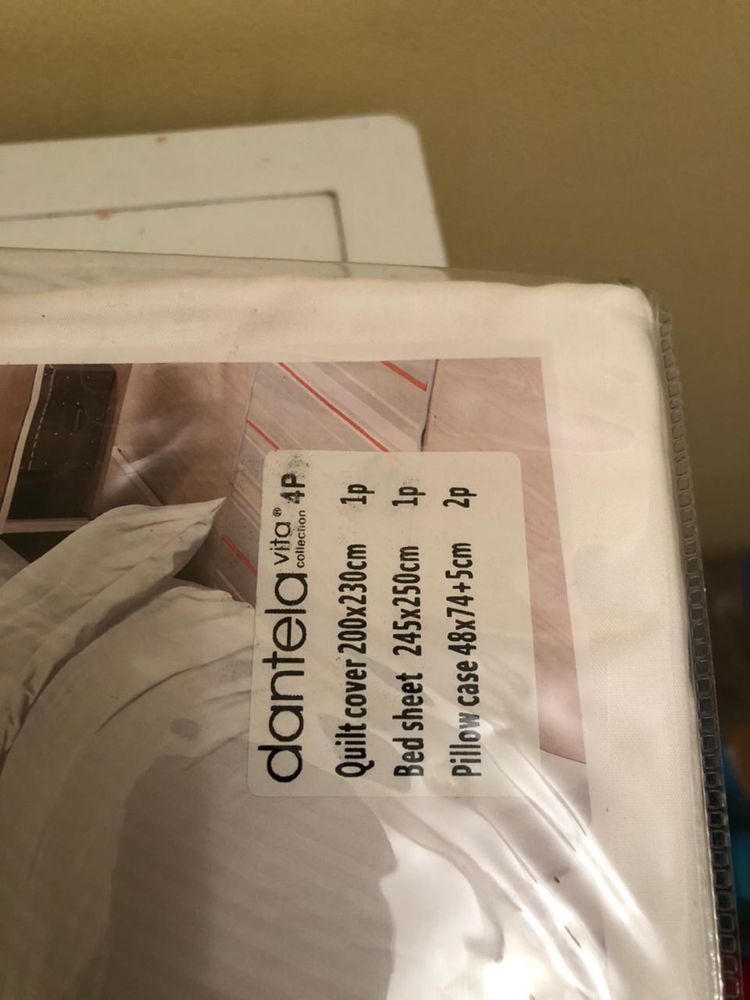 dantela vita® 4P
collection
Quilt cover 200x230cm 1p
Bed sheet 245x250cm 1p
Pillow case 48x74+5cm 2p